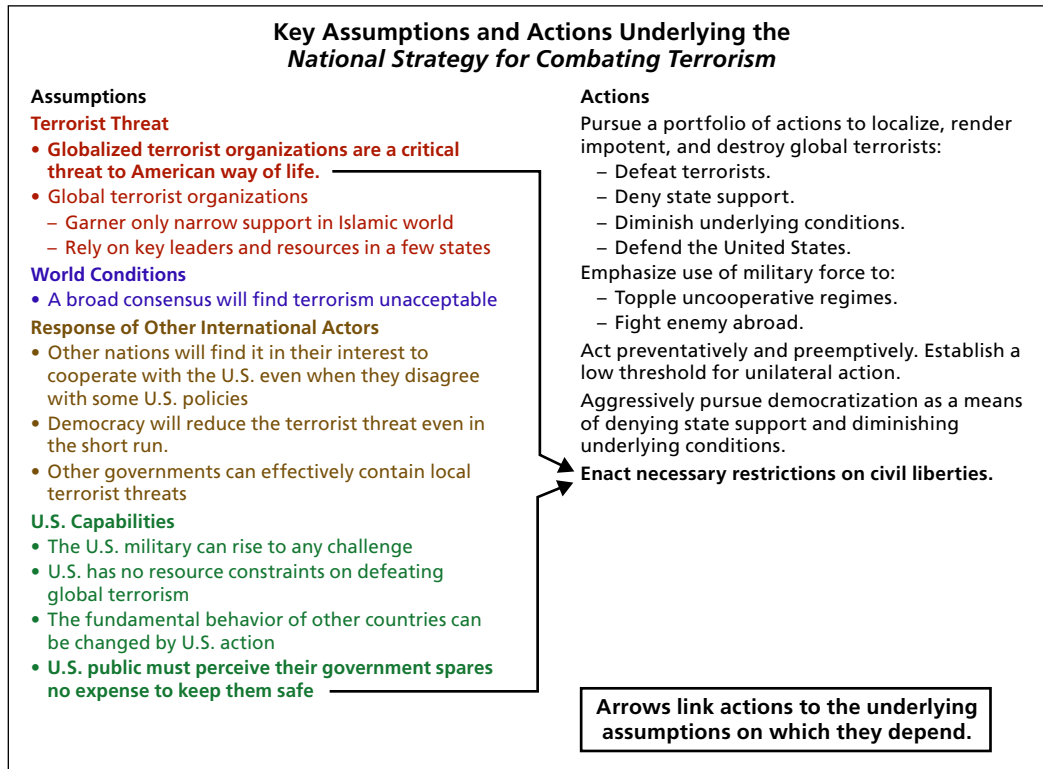 Key Assumptions and Actions Underlying the
National Strategy for Combating Terrorism
Assumptions
Terrorist Threat
• Globalized terrorist organizations are a critical
threat to American way of life.
• Global terrorist organizations
– Garner only narrow support in Islamic world
– Rely on key leaders and resources in a few states
World Conditions
• A broad consensus will find terrorism unacceptable
Response of Other International Actors
• Other nations will find it in their interest to
cooperate with the U.S. even when they disagree
with some U.S. policies
• Democracy will reduce the terrorist threat even in
the short run.
• Other governments can effectively contain local
terrorist threats
U.S. Capabilities
• The U.S. military can rise to any challenge
• U.S. has no resource constraints on defeating
global terrorism
• The fundamental behavior of other countries can
be changed by U.S. action
• U.S. public must perceive their government spares
no expense to keep them safe
Actions
Pursue a portfolio of actions to localize, render
impotent, and destroy global terrorists:
– Defeat terrorists.
– Deny state support.
– Diminish underlying conditions.
– Defend the United States.
Emphasize use of military force to:
– Topple uncooperative regimes.
– Fight enemy abroad.
Act preventatively and preemptively. Establish a
low threshold for unilateral action.
Aggressively pursue democratization as a means
of denying state support and diminishing
underlying conditions.
Enact necessary restrictions on civil liberties.
Arrows link actions to the underlying
assumptions on which they depend.